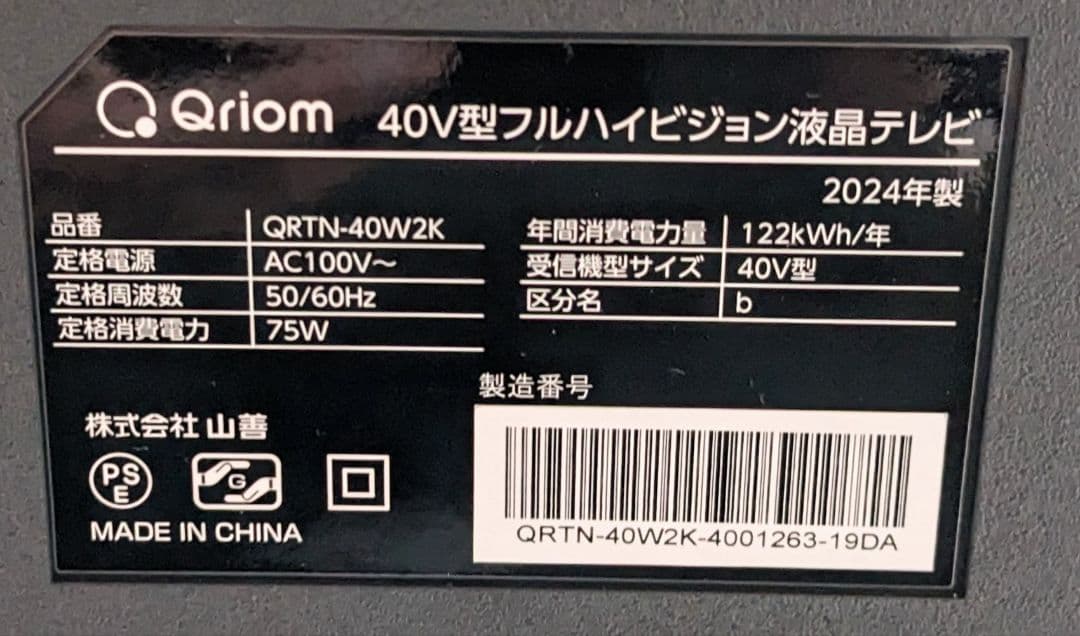 Qriom 40V型フルハイビジョン液晶テレビ
2024年製
品番 QRTN-40W2K
定格電源 AC100V～
定格周波数 50/60Hz
定格消費電力 75W
年間消費電力量 122kWh/年
受信機型サイズ 40V型
区分名 b
製造番号
株式会社 山善
PS
E
G
MADE IN CHINA
QRTN-40W2K-4001263-19DA